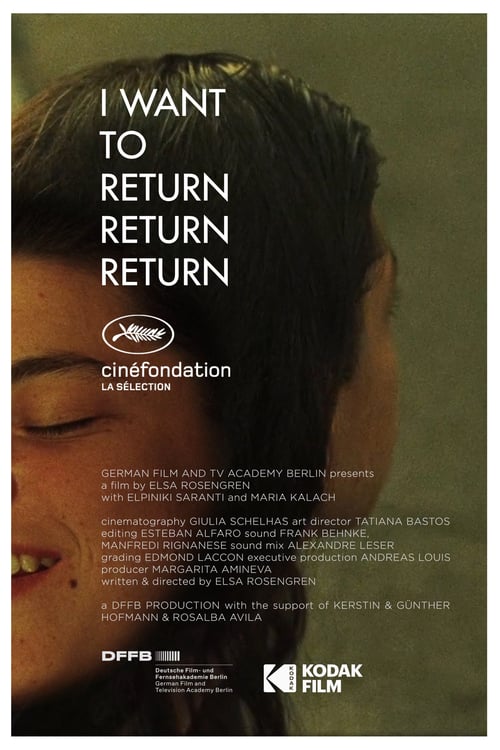 I WANT
TO
RETURN
RETURN
RETURN
cinéfondation
LA SÉLECTION
GERMAN FILM AND TV ACADEMY BERLIN presents
a film by ELSA ROSENGREN
with ELPINIKI SARANTI and MARIA KALACH
cinematography GIULIA SCHELHAS art director TATIANA BASTOS
editing ESTEBAN ALFARO sound FRANK BEHNKE,
MANFREDI RIGNANESE sound mix ALEXANDRE LESER
grading EDMOND LACCON executive production ANDREAS LOUIS
producer MARGARITA AMINEVA
written & directed by ELSA ROSENGREN
a DFFB PRODUCTION with the support of KERSTIN & GÜNTHER
HOFMANN & ROSALBA AVILA
DFFB
Deutsche Film- und
Fernsehakademie Berlin
German Film and
Television Academy Berlin
KODAK
KODAK
FILM